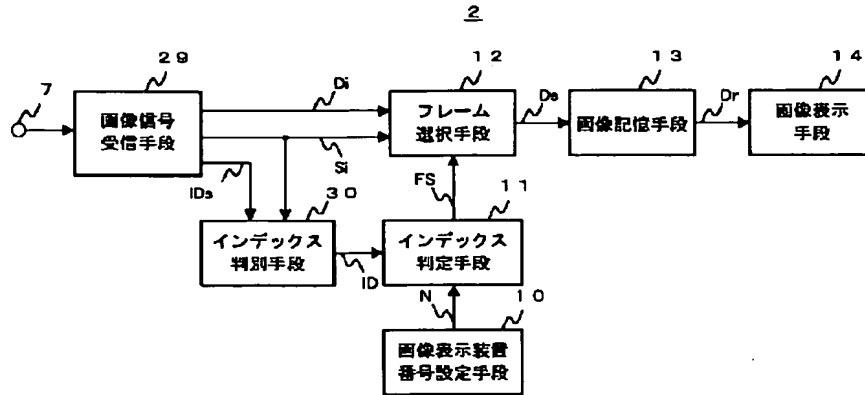 2
29
12
13
14
7
画像信号
受信手段
Di
Si
IDs
フレーム
選択手段
Ds
画像記憶手段
Dr
画像表示
手段
30
FS
11
インデックス
判別手段
ID
インデックス
判定手段
N
10
画像表示装置
番号設定手段